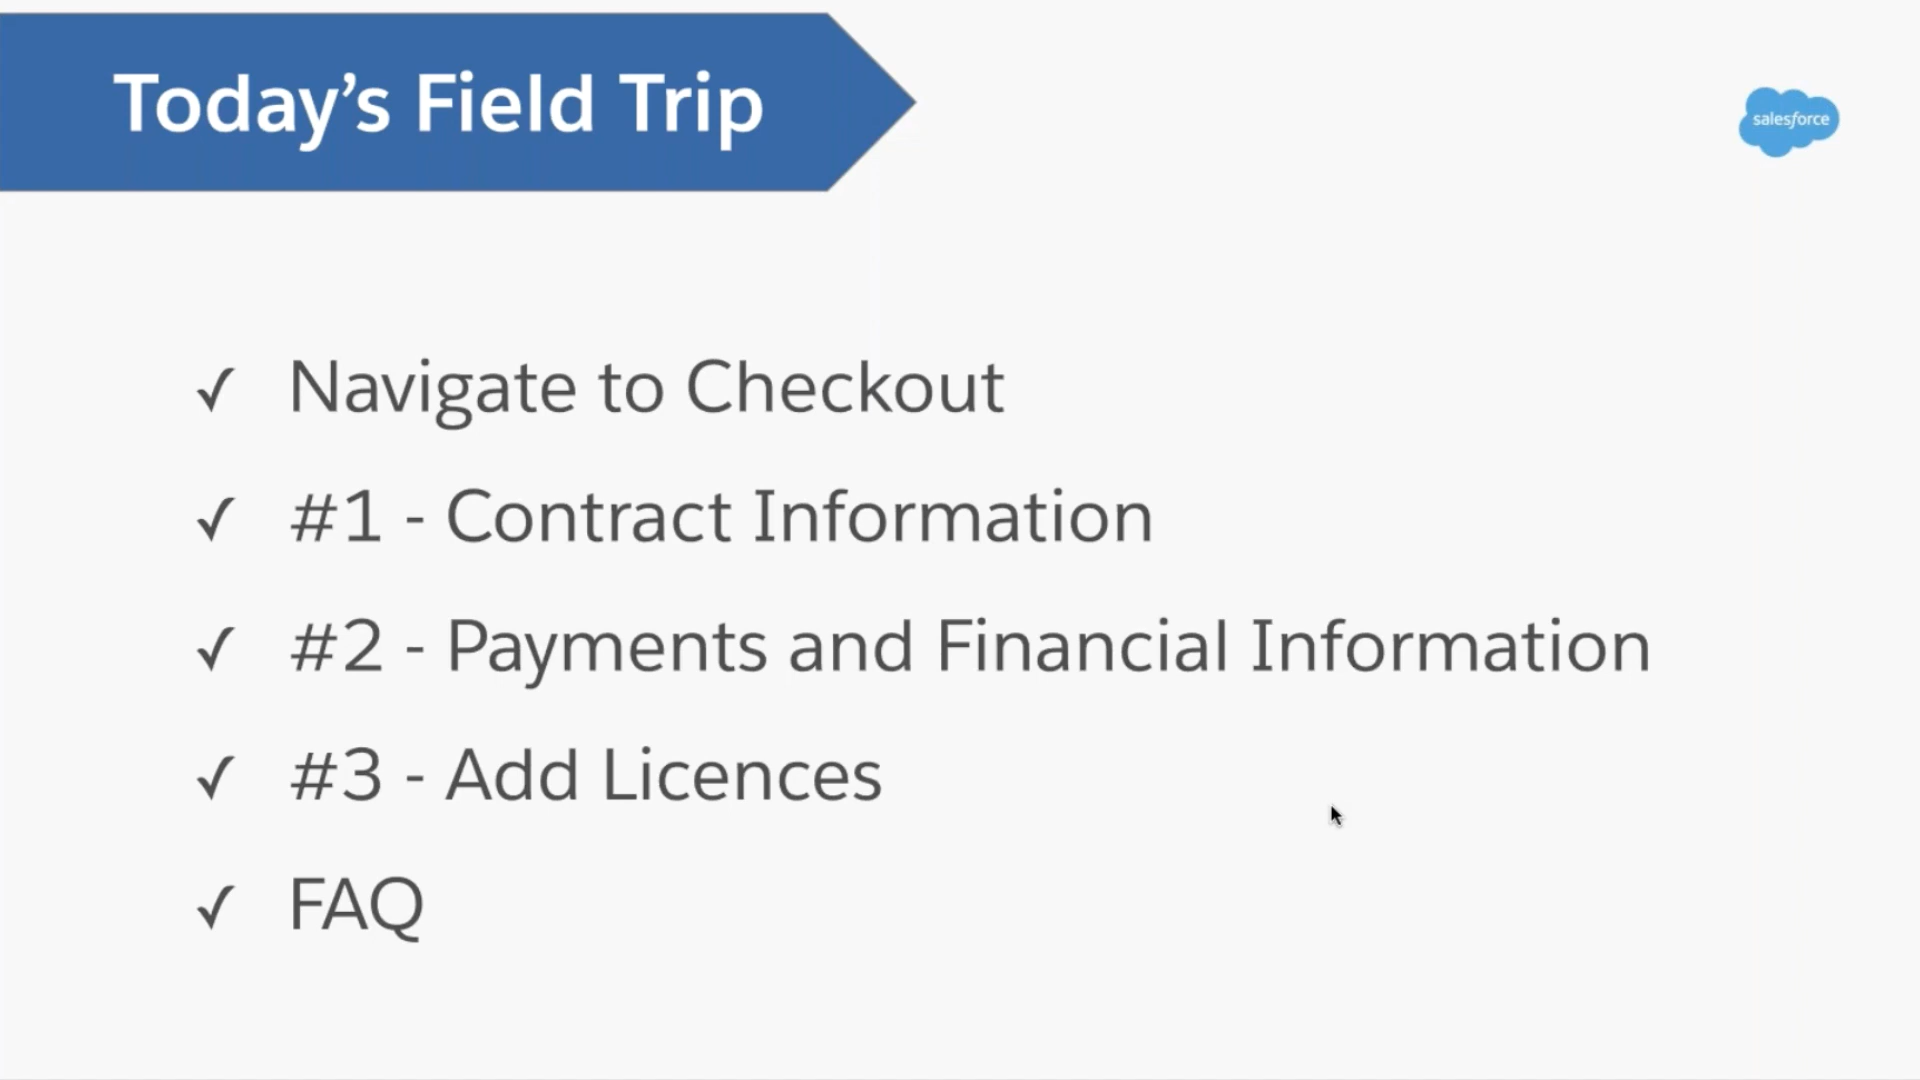 Today’s Field Trip
salesforce
✓ Navigate to Checkout
✓ #1 - Contract Information
✓ #2 - Payments and Financial Information
✓ #3 - Add Licences
✓ FAQ